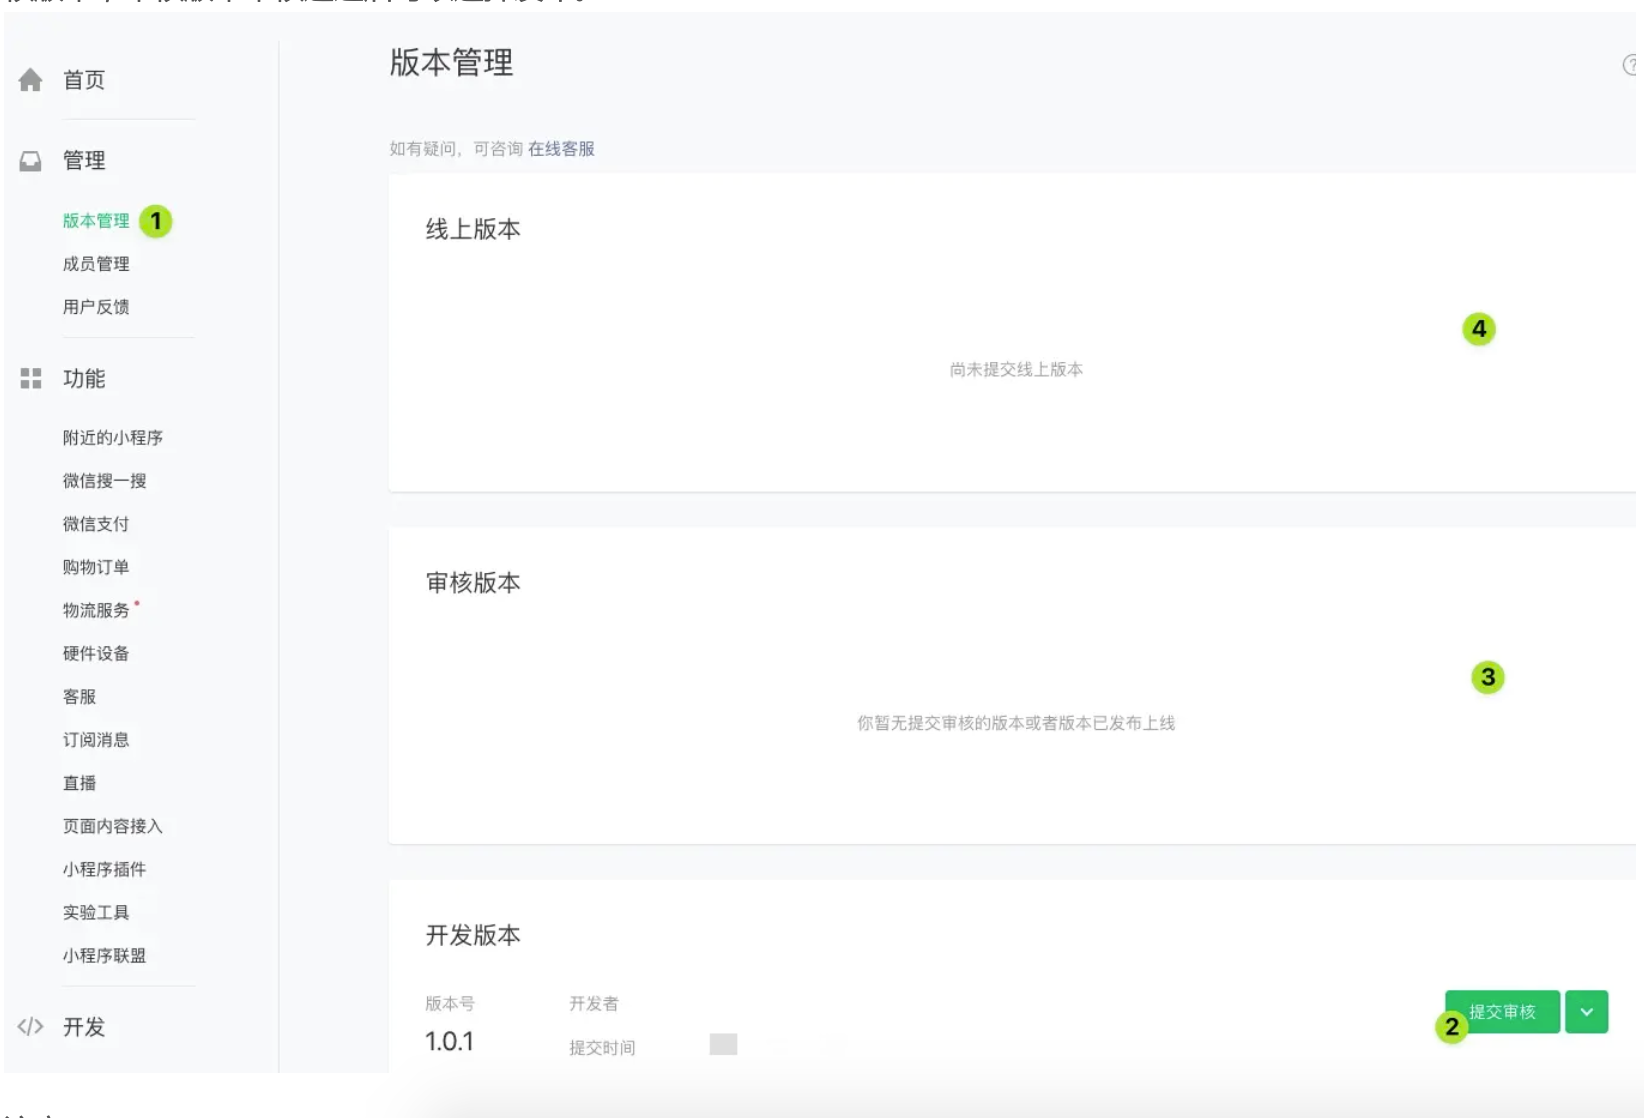 首页
管理
版本管理 1
成员管理
用户反馈
功能
附近的小程序
微信搜一搜
微信支付
购物订单
物流服务
硬件设备
客服
订阅消息
直播
页面内容接入
小程序插件
实验工具
小程序联盟
</> 开发
版本管理
?
如有疑问，可咨询 在线客服
线上版本
4
尚未提交线上版本
审核版本
3
你暂无提交审核的版本或者版本已发布上线
开发版本
版本号 开发者
1.0.1 提交时间
提交审核
2